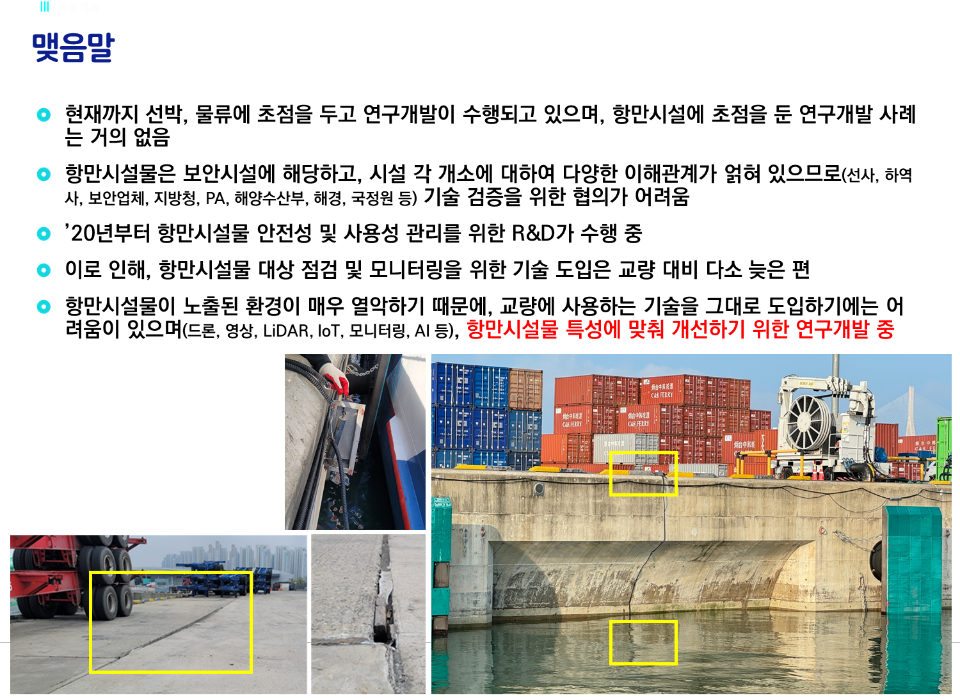 맺음말
현재까지 선박, 물류에 초점을 두고 연구개발이 수행되고 있으며, 항만시설에 초점을 둔 연구개발 사례
는 거의 없음
항만시설물은 보안시설에 해당하고, 시설 각 개소에 대하여 다양한 이해관계가 얽혀 있으므로(선사, 하역
사, 보안업체, 지방청, PA, 해양수산부, 해경, 국정원 등) 기술 검증을 위한 협의가 어려움
’20년부터 항만시설물 안전성 및 사용성 관리를 위한 R&D가 수행 중
이로 인해, 항만시설물 대상 점검 및 모니터링을 위한 기술 도입은 교량 대비 다소 늦은 편
항만시설물이 노출된 환경이 매우 열악하기 때문에, 교량에 사용하는 기술을 그대로 도입하기에는 어
려움이 있으며(드론, 영상, LiDAR, IoT, 모니터링, AI 등), 항만시설물 특성에 맞춰 개선하기 위한 연구개발 중